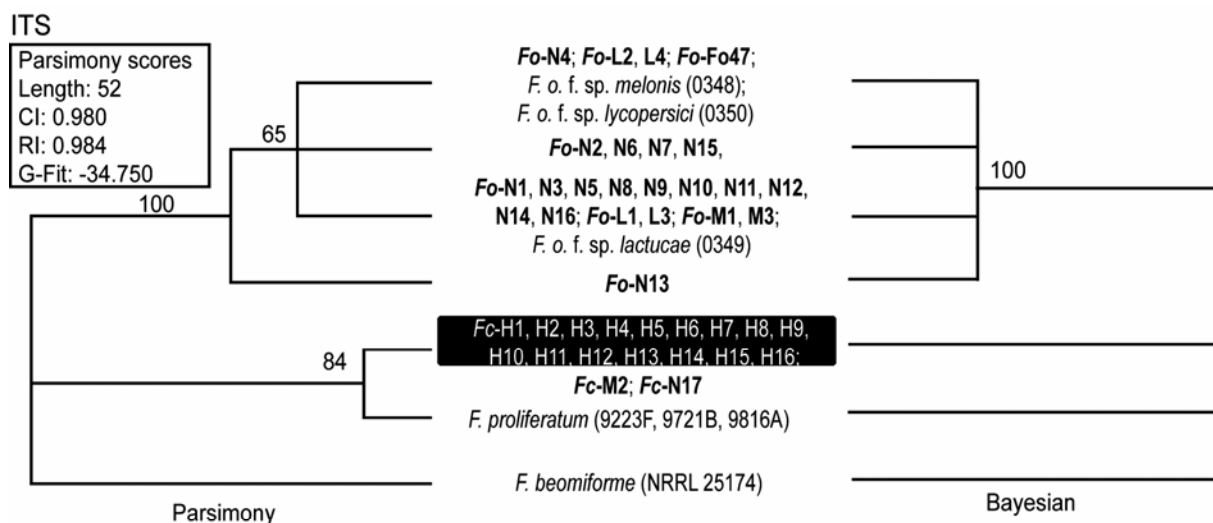 ITS
Parsimony scores
Length: 52
CI: 0.980
RI: 0.984
G-Fit: -34.750
Fo-N4; Fo-L2, L4; Fo-Fo47;
F. o. f. sp. melonis (0348);
F. o. f. sp. lycopersici (0350)
65
Fo-N2, N6, N7, N15,
100
100
Fo-N1, N3, N5, N8, N9, N10, N11, N12,
N14, N16; Fo-L1, L3; Fo-M1, M3;
F. o. f. sp. lactucae (0349)
Fo-N13
Fc-H1, H2, H3, H4, H5, H6, H7, H8, H9,
H10, H11, H12, H13, H14, H15, H16;
84
Fc-M2; Fc-N17
F. proliferatum (9223F, 9721B, 9816A)
F. beomiforme (NRRL 25174)
Parsimony
Bayesian